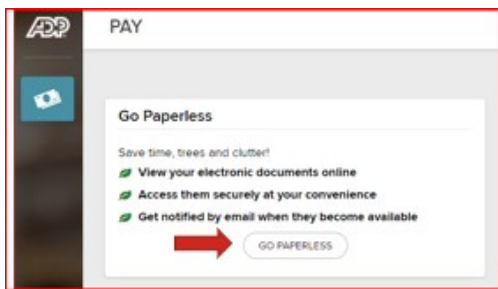 ADP
PAY
Go Paperless
Save time, trees and clutter!
View your electronic documents online
Access them securely at your convenience
Get notified by email when they become available
GO PAPERLESS